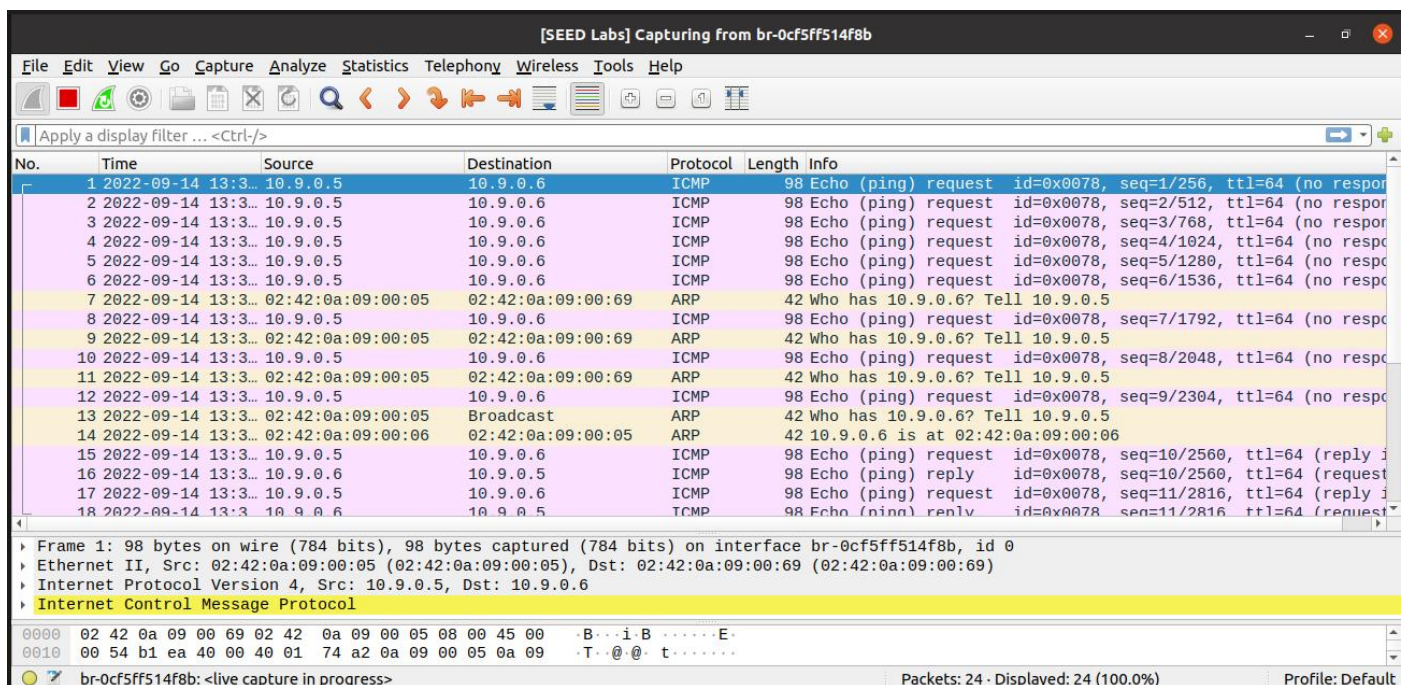 [SEED Labs] Capturing from br-0cf5ff514f8b
File Edit View Go Capture Analyze Statistics Telephony Wireless Tools Help
Apply a display filter … <Ctrl-/>
No. Time Source Destination Protocol Length Info
1 2022-09-14 13:3… 10.9.0.5 10.9.0.6 ICMP 98 Echo (ping) request id=0x0078, seq=1/256, ttl=64 (no respon
2 2022-09-14 13:3… 10.9.0.5 10.9.0.6 ICMP 98 Echo (ping) request id=0x0078, seq=2/512, ttl=64 (no respon
3 2022-09-14 13:3… 10.9.0.5 10.9.0.6 ICMP 98 Echo (ping) request id=0x0078, seq=3/768, ttl=64 (no respon
4 2022-09-14 13:3… 10.9.0.5 10.9.0.6 ICMP 98 Echo (ping) request id=0x0078, seq=4/1024, ttl=64 (no respo
5 2022-09-14 13:3… 10.9.0.5 10.9.0.6 ICMP 98 Echo (ping) request id=0x0078, seq=5/1280, ttl=64 (no respo
6 2022-09-14 13:3… 10.9.0.5 10.9.0.6 ICMP 98 Echo (ping) request id=0x0078, seq=6/1536, ttl=64 (no respo
7 2022-09-14 13:3… 02:42:0a:09:00:05 02:42:0a:09:00:69 ARP 42 Who has 10.9.0.6? Tell 10.9.0.5
8 2022-09-14 13:3… 10.9.0.5 10.9.0.6 ICMP 98 Echo (ping) request id=0x0078, seq=7/1792, ttl=64 (no respo
9 2022-09-14 13:3… 02:42:0a:09:00:05 02:42:0a:09:00:69 ARP 42 Who has 10.9.0.6? Tell 10.9.0.5
10 2022-09-14 13:3… 10.9.0.5 10.9.0.6 ICMP 98 Echo (ping) request id=0x0078, seq=8/2048, ttl=64 (no respo
11 2022-09-14 13:3… 02:42:0a:09:00:05 02:42:0a:09:00:69 ARP 42 Who has 10.9.0.6? Tell 10.9.0.5
12 2022-09-14 13:3… 10.9.0.5 10.9.0.6 ICMP 98 Echo (ping) request id=0x0078, seq=9/2304, ttl=64 (no respo
13 2022-09-14 13:3… 02:42:0a:09:00:05 Broadcast ARP 42 Who has 10.9.0.6? Tell 10.9.0.5
14 2022-09-14 13:3… 02:42:0a:09:00:06 02:42:0a:09:00:05 ARP 42 10.9.0.6 is at 02:42:0a:09:00:06
15 2022-09-14 13:3… 10.9.0.5 10.9.0.6 ICMP 98 Echo (ping) request id=0x0078, seq=10/2560, ttl=64 (reply i
16 2022-09-14 13:3… 10.9.0.6 10.9.0.5 ICMP 98 Echo (ping) reply id=0x0078, seq=10/2560, ttl=64 (request
17 2022-09-14 13:3… 10.9.0.5 10.9.0.6 ICMP 98 Echo (ping) request id=0x0078, seq=11/2816, ttl=64 (reply i
18 2022-09-14 13:3 10.9.0.6 10.9.0.5 ICMP 98 Echo (ping) reply id=0x0078, seq=11/2816, ttl=64 (request
Frame 1: 98 bytes on wire (784 bits), 98 bytes captured (784 bits) on interface br-0cf5ff514f8b, id 0
Ethernet II, Src: 02:42:0a:09:00:05 (02:42:0a:09:00:05), Dst: 02:42:0a:09:00:69 (02:42:0a:09:00:69)
Internet Protocol Version 4, Src: 10.9.0.5, Dst: 10.9.0.6
Internet Control Message Protocol
0000 02 42 0a 09 00 69 02 42 0a 09 00 05 08 00 45 00 ·B···i·B ······E·
0010 00 54 b1 ea 40 00 40 01 74 a2 0a 09 00 05 0a 09 ·T··@·@· t·······
br-0cf5ff514f8b: <live capture in progress> Packets: 24 · Displayed: 24 (100.0%) Profile: Default